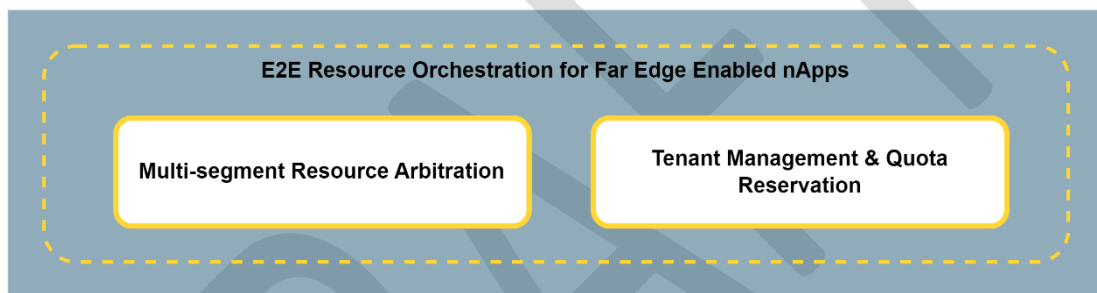 E2E Resource Orchestration for Far Edge Enabled nApps
Multi-segment Resource Arbitration
Tenant Management & Quota
Reservation